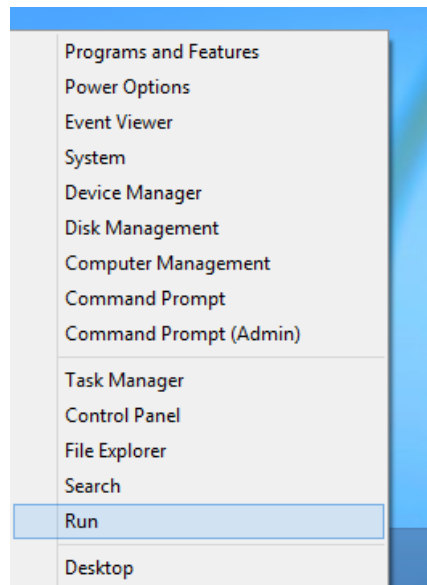 Programs and Features
Power Options
Event Viewer
System
Device Manager
Disk Management
Computer Management
Command Prompt
Command Prompt (Admin)
Task Manager
Control Panel
File Explorer
Search
Run
Desktop